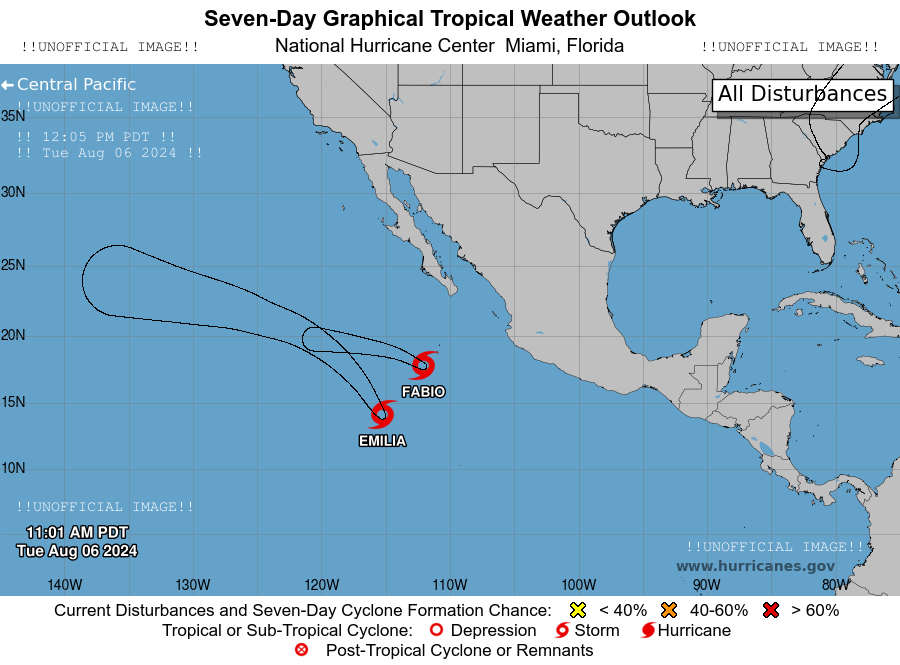 Seven-Day Graphical Tropical Weather Outlook
!!UNOFFICIAL IMAGE!! National Hurricane Center Miami, Florida !!UNOFFICIAL IMAGE!!
Central Pacific
All Disturbances
!!UNOFFICIAL IMAGE!!
35N
!! 12:05 PM PDT !!
!! Tue Aug 06 2024 !!
30N
25N
20N
FABIO
15N
EMILIA
10N
!!UNOFFICIAL IMAGE!!
11:01 AM PDT
Tue Aug 06 2024
!!UNOFFICIAL IMAGE!!
www.hurricanes.gov
140W 130W 120W 110W 100W 90W 80W
Current Disturbances and Seven-Day Cyclone Formation Chance: < 40% 40-60% > 60%
Tropical or Sub-Tropical Cyclone: Depression Storm Hurricane
Post-Tropical Cyclone or Remnants